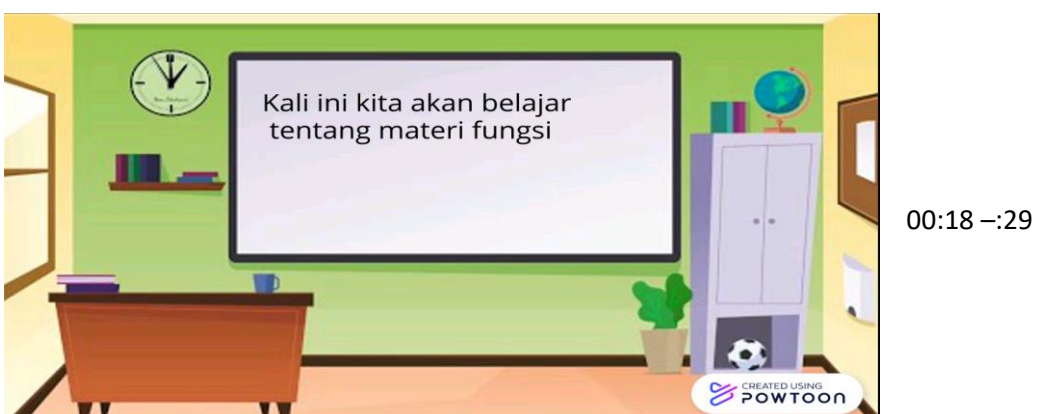 Kali ini kita akan belajar
tentang materi fungsi
00:18 –:29
CREATED USING
POWTOON